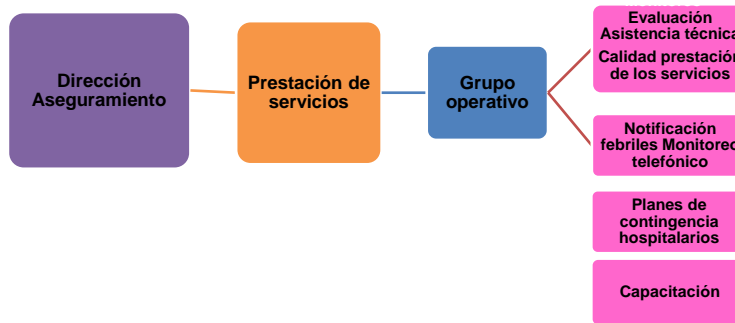 Dirección
Aseguramiento
Prestación de
servicios
Grupo
operativo
Evaluación
Asistencia técnica
Calidad prestación
de los servicios
Notificación
febriles Monitoreo
telefónico
Planes de
contingencia
hospitalarios
Capacitación